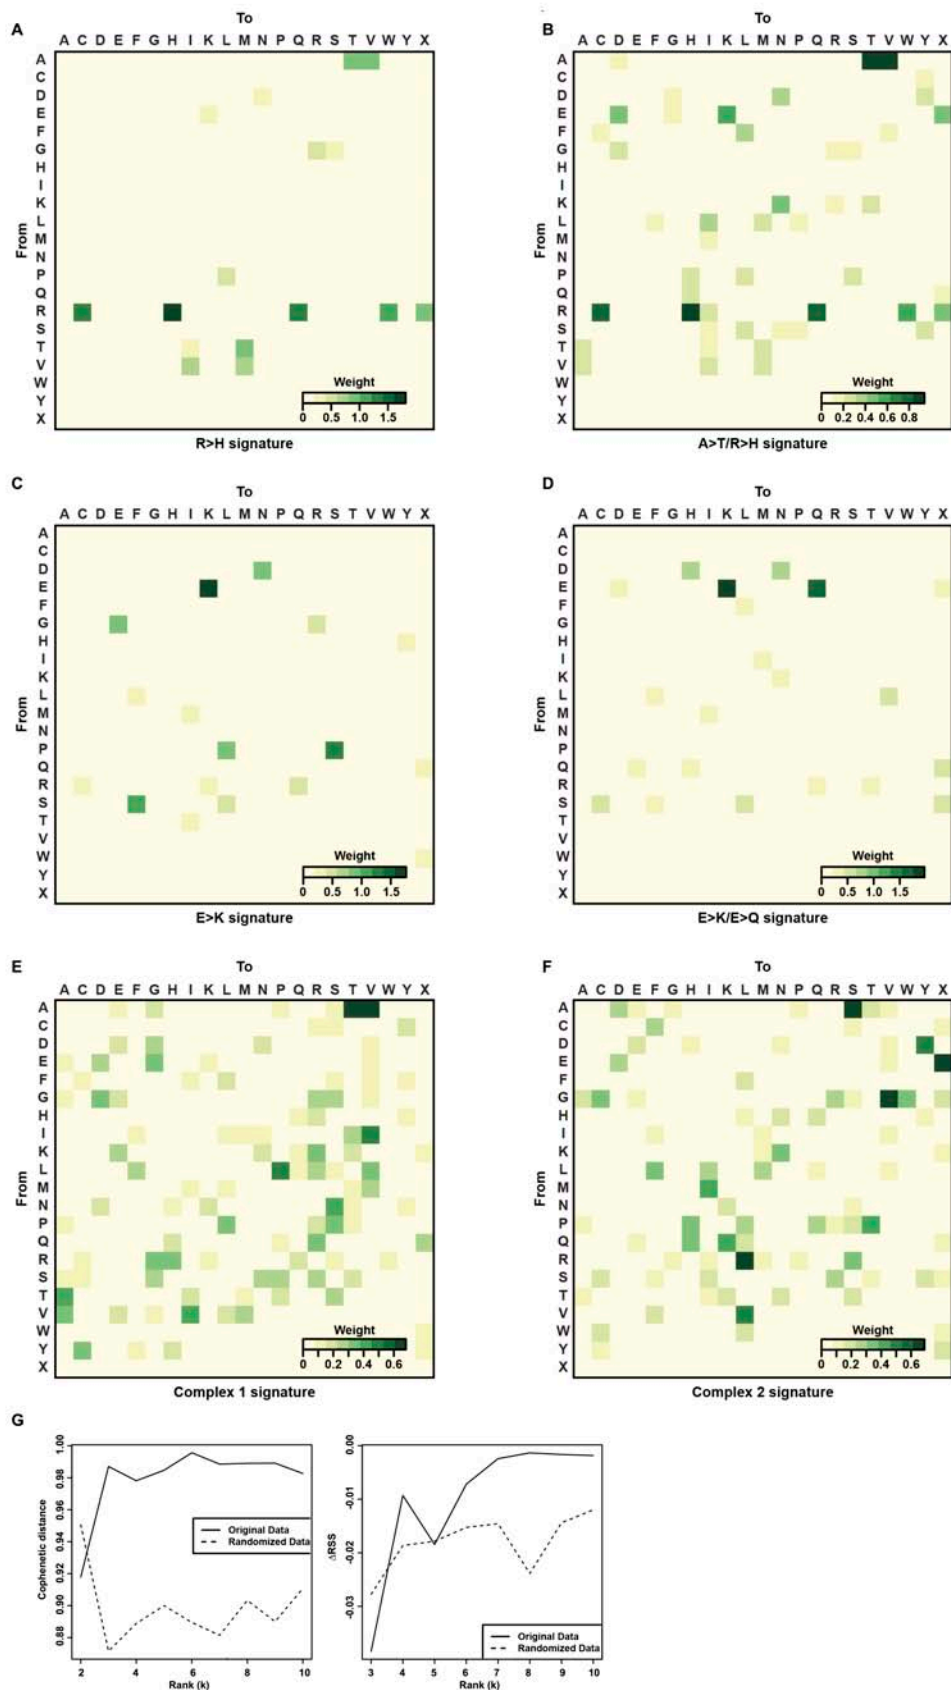 A
To
A C D E F G H I K L M N P Q R S T V W Y X
From
A
C
D
E
F
G
H
I
K
L
M
N
P
Q
R
S
T
V
W
Y
X
Weight
0 0.5 1.0 1.5
R>H signature
B
To
A C D E F G H I K L M N P Q R S T V W Y X
From
A
C
D
E
F
G
H
I
K
L
M
N
P
Q
R
S
T
V
W
Y
X
Weight
0 0.2 0.4 0.6 0.8
A>T/R>H signature
C
To
A C D E F G H I K L M N P Q R S T V W Y X
From
A
C
D
E
F
G
H
I
K
L
M
N
P
Q
R
S
T
V
W
Y
X
Weight
0 0.5 1.0 1.5
E>K signature
D
To
A C D E F G H I K L M N P Q R S T V W Y X
From
A
C
D
E
F
G
H
I
K
L
M
N
P
Q
R
S
T
V
W
Y
X
Weight
0 0.5 1.0 1.5
E>K/E>Q signature
E
To
A C D E F G H I K L M N P Q R S T V W Y X
From
A
C
D
E
F
G
H
I
K
L
M
N
P
Q
R
S
T
V
W
Y
X
Weight
0 0.2 0.4 0.6
Complex 1 signature
F
To
A C D E F G H I K L M N P Q R S T V W Y X
From
A
C
D
E
F
G
H
I
K
L
M
N
P
Q
R
S
T
V
W
Y
X
Weight
0 0.2 0.4 0.6
Complex 2 signature
G
Cophenetic distance
1.00
0.98
0.96
0.94
0.92
0.90
0.88
Original Data
Randomized Data
2 4 6 8 10
Rank (k)
ΔRSS
0.00
-0.01
-0.02
-0.03
Original Data
Randomized Data
3 4 5 6 7 8 9 10
Rank (k)